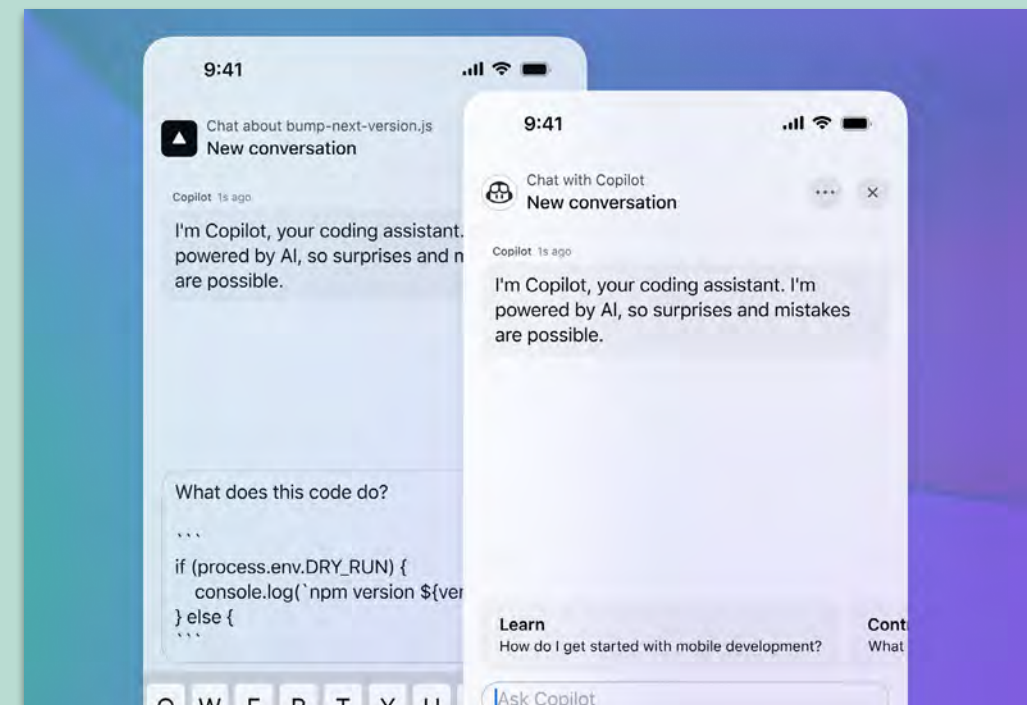 9:41
Chat about bump-next-version.js
New conversation
Copilot 1s ago
I'm Copilot, your coding assistant.
powered by AI, so surprises and m
are possible.
What does this code do?
```
if (process.env.DRY_RUN) {
console.log(`npm version ${ver
} else {
```
W E R T Y U
9:41
Chat with Copilot
New conversation
Copilot 1s ago
I'm Copilot, your coding assistant. I'm
powered by AI, so surprises and mistakes
are possible.
Learn
How do I get started with mobile development?
Cont
What
Ask Copilot